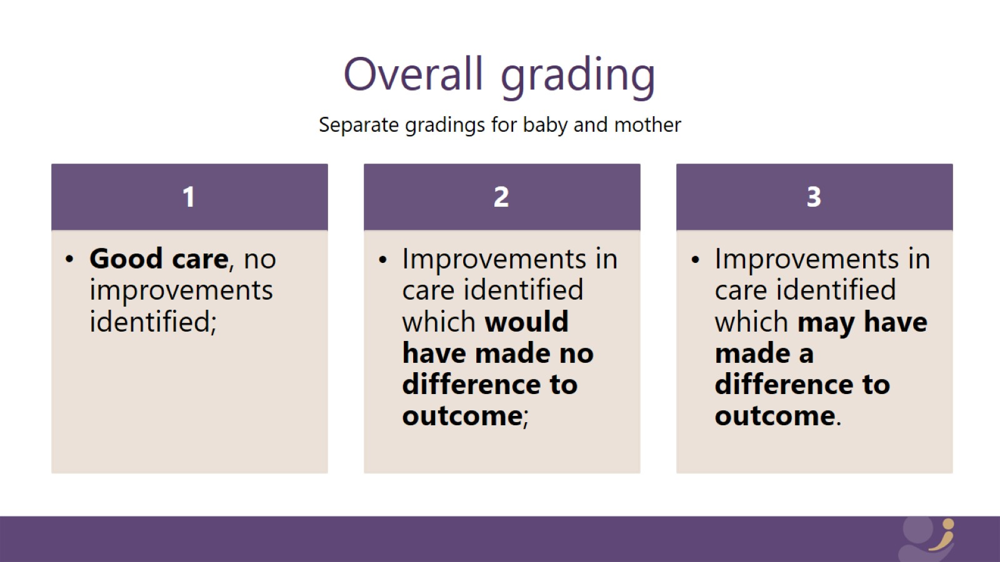 Overall grading
Separate gradings for baby and mother
1
• Good care, no
improvements
identified;
2
• Improvements in
care identified
which would
have made no
difference to
outcome;
3
• Improvements in
care identified
which may have
made a
difference to
outcome.